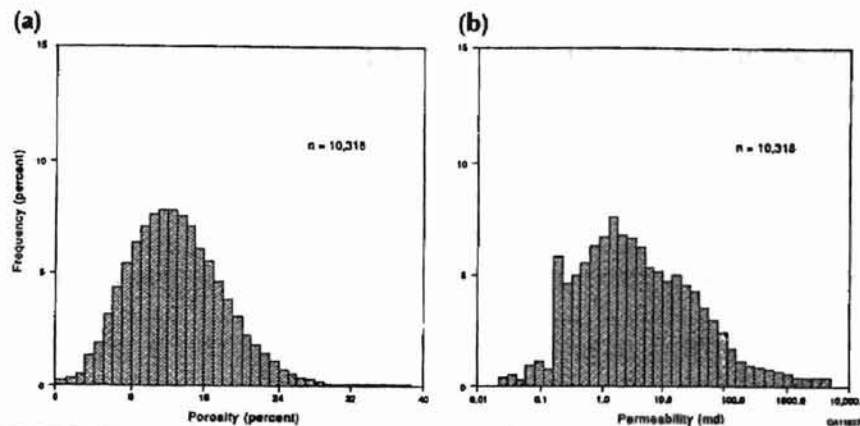 (a)
15
10
5
0
Frequency (percent)
n = 10,318
0 8 16 24 32 40
Porosity (percent)
(b)
15
10
5
0
n = 10,318
0.01 0.1 1.0 10.0 100.0 1000.0 10,000.
Permeability (md)